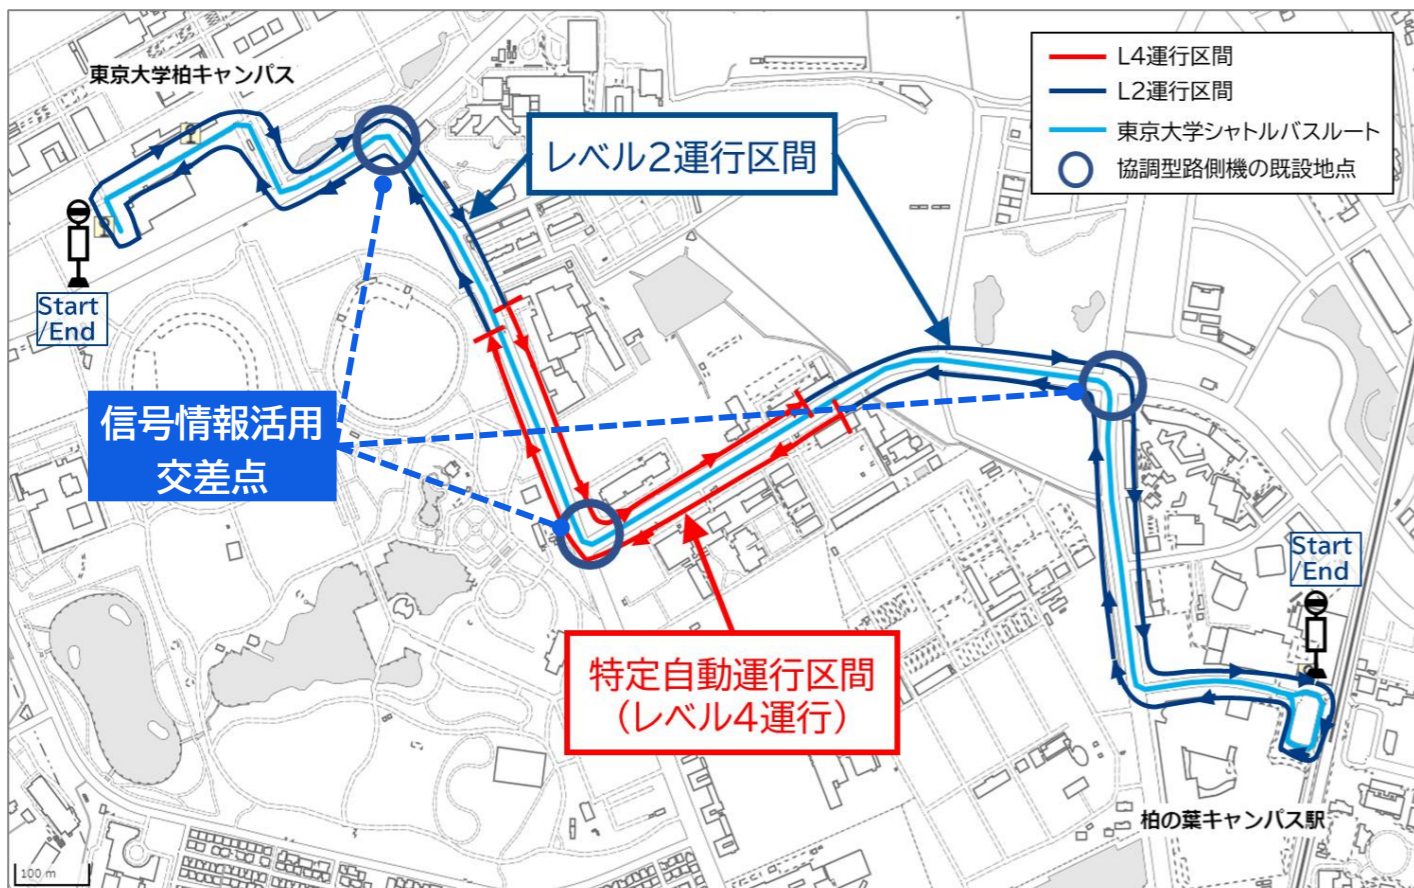 東京大学柏キャンパス
L4運行区間
L2運行区間
東京大学シャトルバスルート
協調型路側機の既設地点
レベル2運行区間
Start
/End
信号情報活用
交差点
Start
/End
特定自動運行区間
（レベル4運行）
柏の葉キャンパス駅
100 m